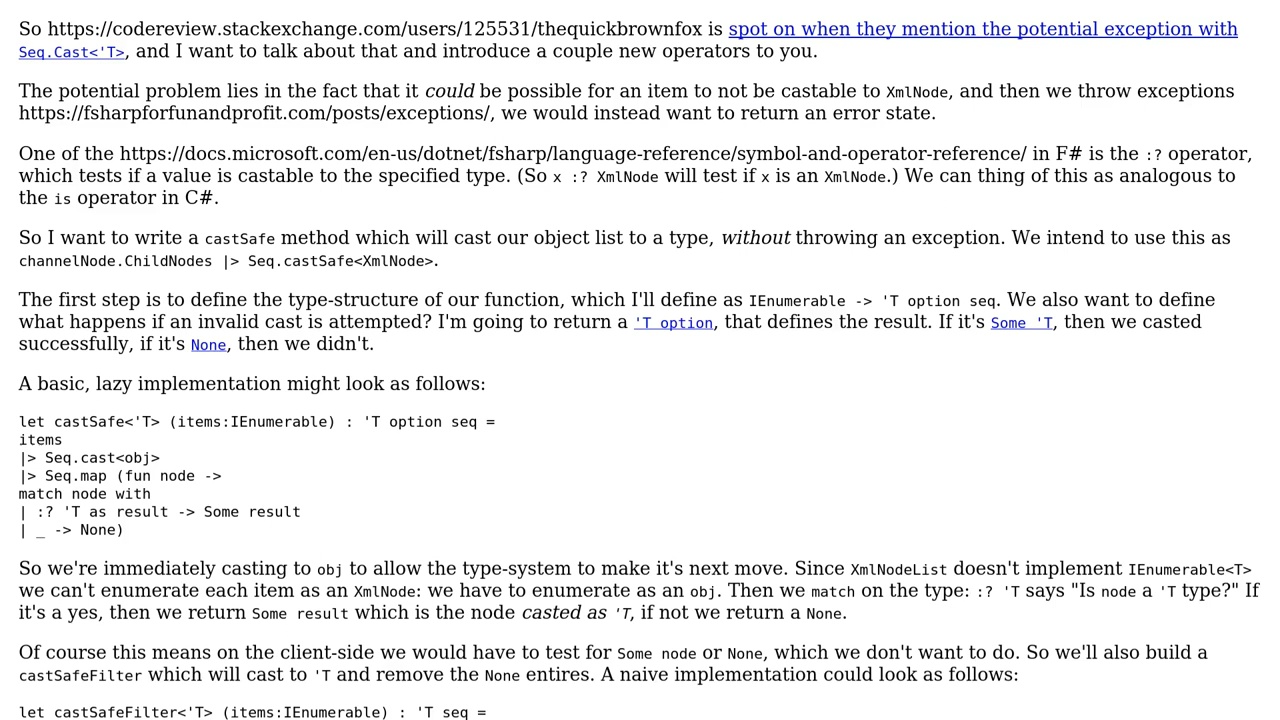 So https://codereview.stackexchange.com/users/125531/thequickbrownfox is spot on when they mention the potential exception with
Seq.Cast<'T>, and I want to talk about that and introduce a couple new operators to you.
The potential problem lies in the fact that it could be possible for an item to not be castable to XmlNode, and then we throw exceptions
https://fsharpforfunandprofit.com/posts/exceptions/, we would instead want to return an error state.
One of the https://docs.microsoft.com/en-us/dotnet/fsharp/language-reference/symbol-and-operator-reference/ in F# is the :? operator,
which tests if a value is castable to the specified type. (So x :? XmlNode will test if x is an XmlNode.) We can thing of this as analogous to
the is operator in C#.
So I want to write a castSafe method which will cast our object list to a type, without throwing an exception. We intend to use this as
channelNode.ChildNodes |> Seq.castSafe<XmlNode>.
The first step is to define the type-structure of our function, which I'll define as IEnumerable -> 'T option seq. We also want to define
what happens if an invalid cast is attempted? I'm going to return a 'T option, that defines the result. If it's Some 'T, then we casted
successfully, if it's None, then we didn't.
A basic, lazy implementation might look as follows:
let castSafe<'T> (items:IEnumerable) : 'T option seq =
items
|> Seq.cast<obj>
|> Seq.map (fun node ->
match node with
| :? 'T as result -> Some result
| _ -> None)
So we're immediately casting to obj to allow the type-system to make it's next move. Since XmlNodeList doesn't implement IEnumerable<T>
we can't enumerate each item as an XmlNode: we have to enumerate as an obj. Then we match on the type: :? 'T says "Is node a 'T type?" If
it's a yes, then we return Some result which is the node casted as 'T, if not we return a None.
Of course this means on the client-side we would have to test for Some node or None, which we don't want to do. So we'll also build a
castSafeFilter which will cast to 'T and remove the None entires. A naive implementation could look as follows:
let castSafeFilter<'T> (items:IEnumerable) : 'T seq =